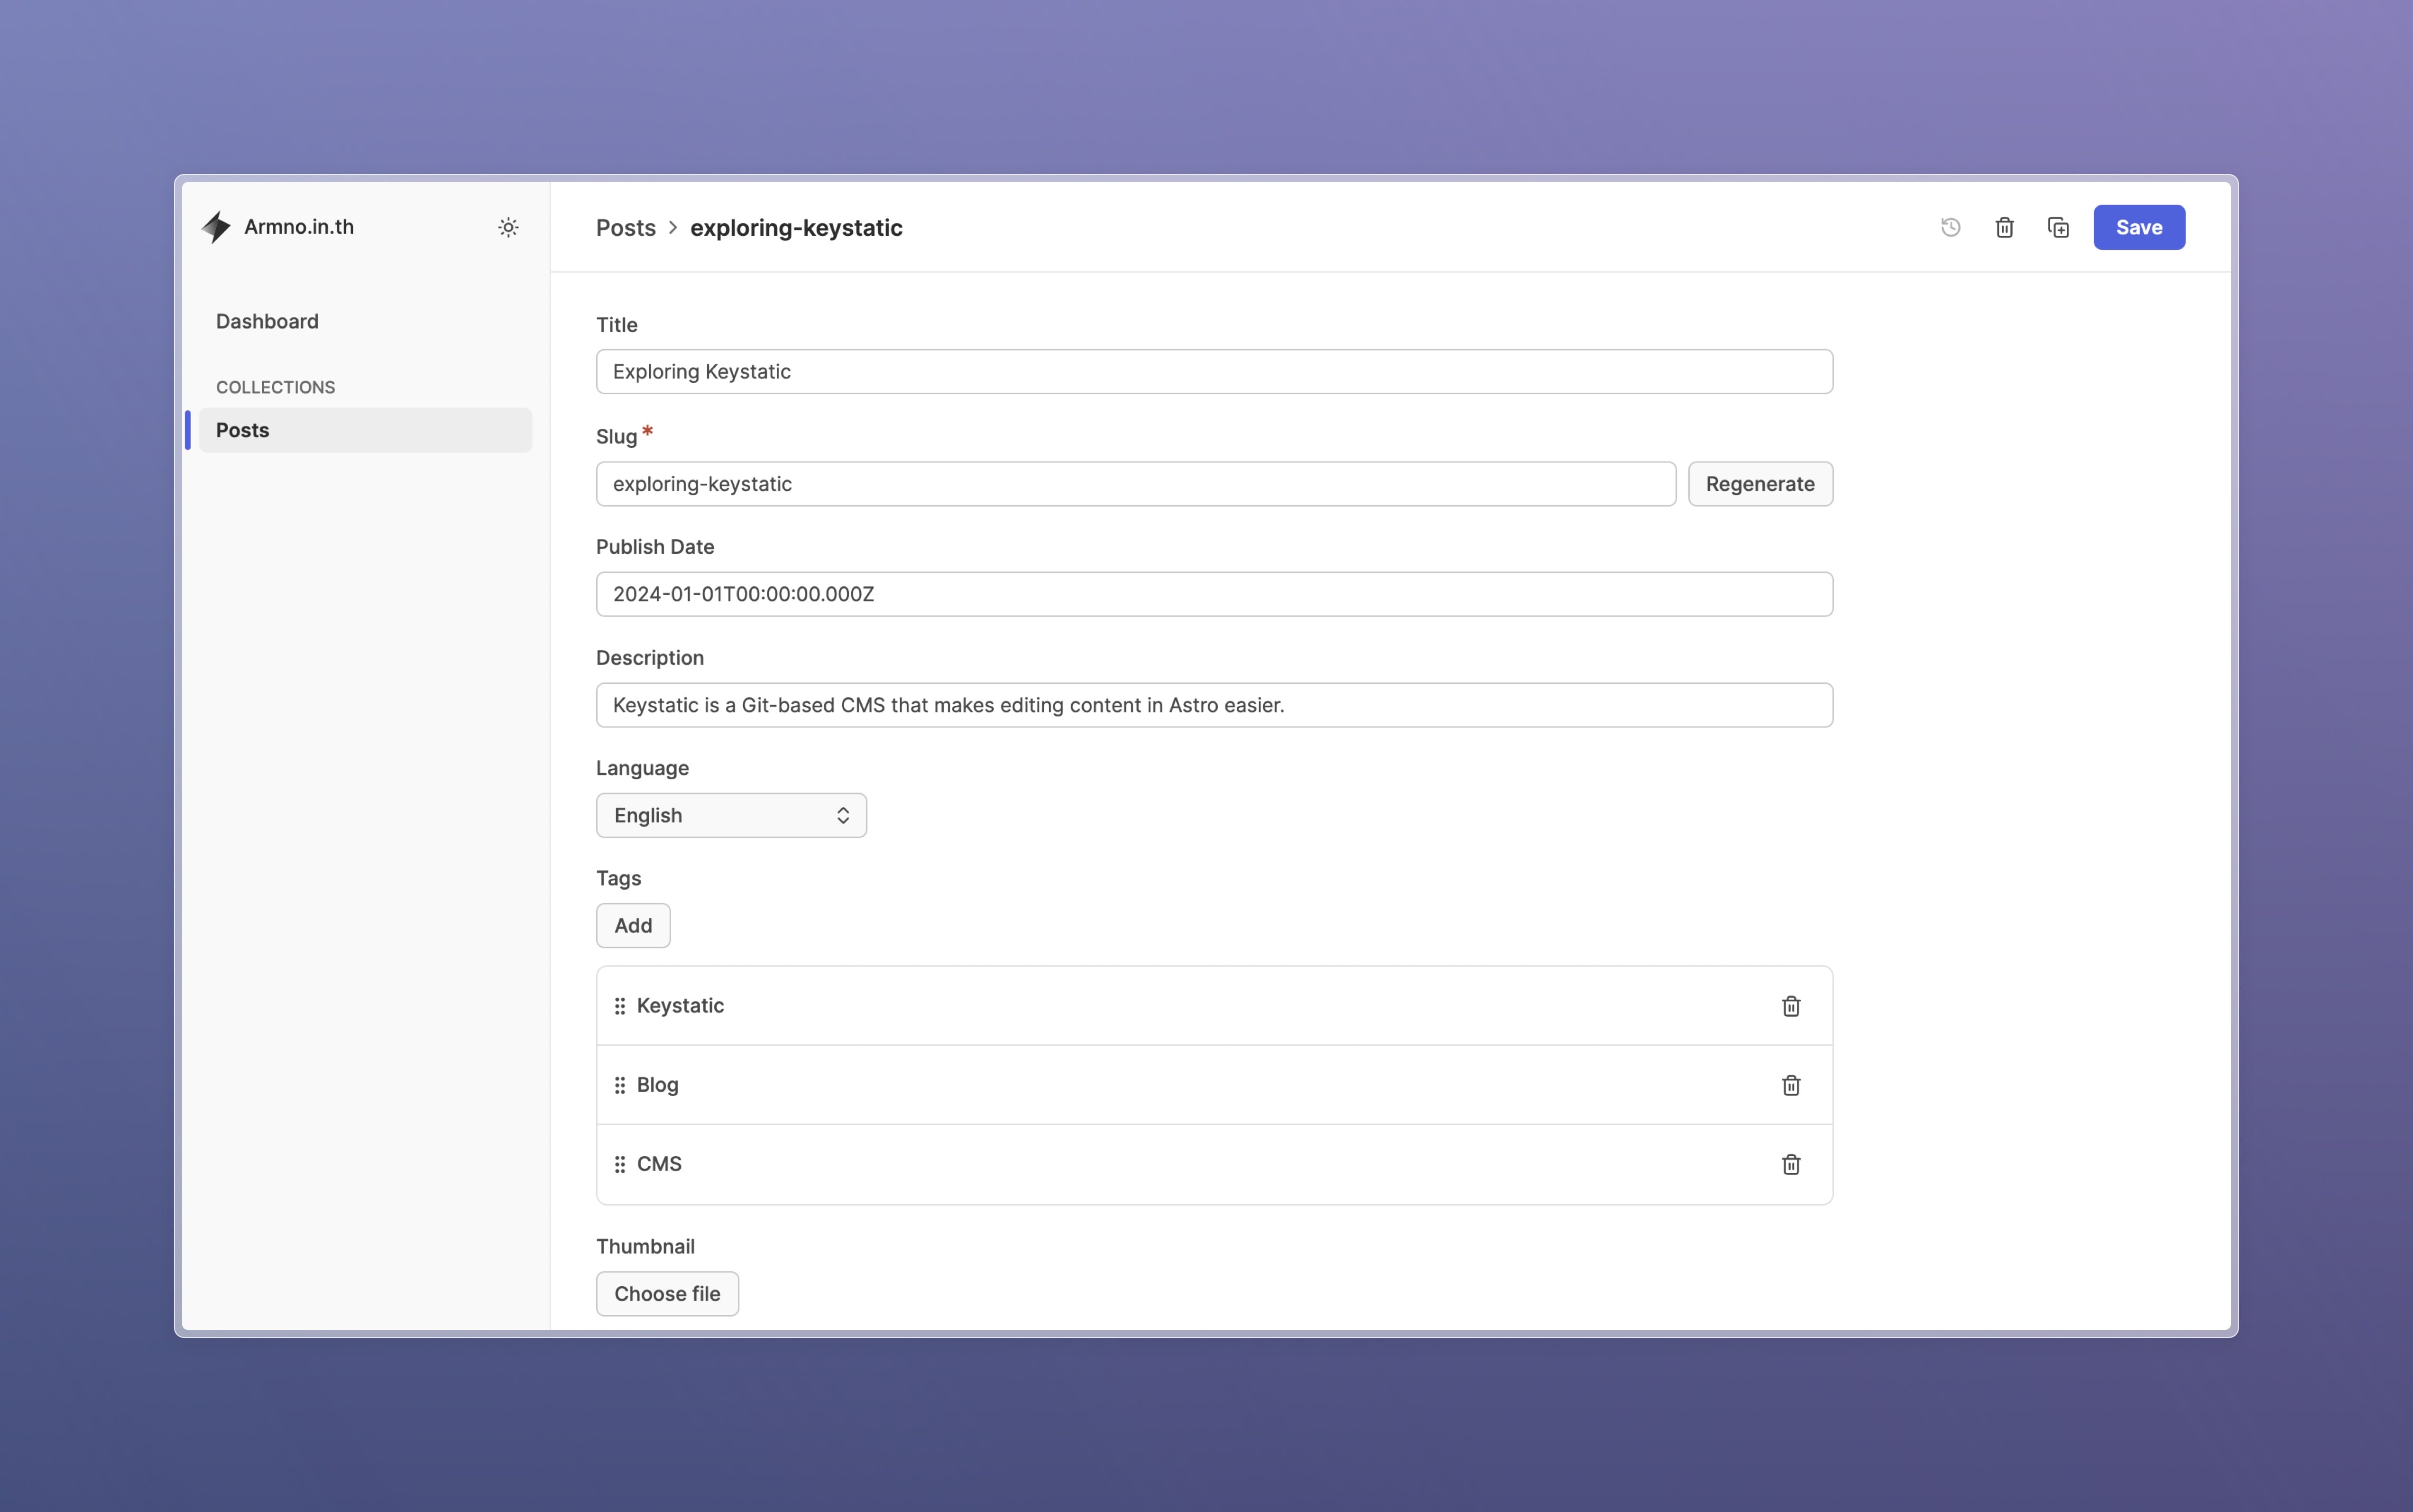 Armno.in.th
Dashboard
COLLECTIONS
Posts
Posts > exploring-keystatic
Save
Title
Exploring Keystatic
Slug *
exploring-keystatic
Regenerate
Publish Date
2024-01-01T00:00:00.000Z
Description
Keystatic is a Git-based CMS that makes editing content in Astro easier.
Language
English
Tags
Add
Keystatic
Blog
CMS
Thumbnail
Choose file